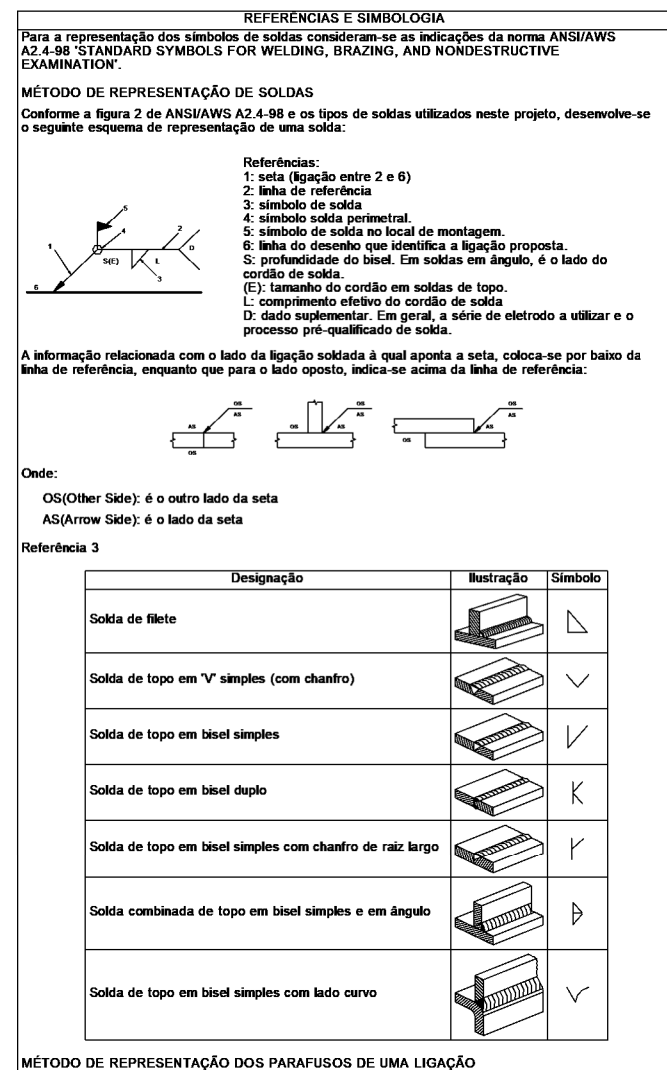 REFERÊNCIAS E SIMBOLOGIA
Para a representação dos símbolos de soldas consideram-se as indicações da norma ANSI/AWS
A2.4-98 'STANDARD SYMBOLS FOR WELDING, BRAZING, AND NONDESTRUCTIVE
EXAMINATION'.
MÉTODO DE REPRESENTAÇÃO DE SOLDAS
Conforme a figura 2 de ANSI/AWS A2.4-98 e os tipos de soldas utilizados neste projeto, desenvolve-se
o seguinte esquema de representação de uma solda:
5
1
4
2
D
S(E)
L
3
6
Referências:
1: seta (ligação entre 2 e 6)
2: linha de referência
3: símbolo de solda
4: símbolo solda perimetral.
5: símbolo de solda no local de montagem.
6: linha do desenho que identifica a ligação proposta.
S: profundidade do bisel. Em soldas em ângulo, é o lado do
cordão de solda.
(E): tamanho do cordão em soldas de topo.
L: comprimento efetivo do cordão de solda
D: dado suplementar. Em geral, a série de eletrodo a utilizar e o
processo pré-qualificado de solda.
A informação relacionada com o lado da ligação soldada à qual aponta a seta, coloca-se por baixo da
linha de referência, enquanto que para o lado oposto, indica-se acima da linha de referência:
OS
AS
AS
OS
OS
AS
OS
AS
OS
AS
AS
OS
Onde:
OS(Other Side): é o outro lado da seta
AS(Arrow Side): é o lado da seta
Referência 3
Designação Ilustração Símbolo
Solda de filete
Solda de topo em 'V' simples (com chanfro)
Solda de topo em bisel simples
Solda de topo em bisel duplo
Solda de topo em bisel simples com chanfro de raiz largo
Solda combinada de topo em bisel simples e em ângulo
Solda de topo em bisel simples com lado curvo
MÉTODO DE REPRESENTAÇÃO DOS PARAFUSOS DE UMA LIGAÇÃO